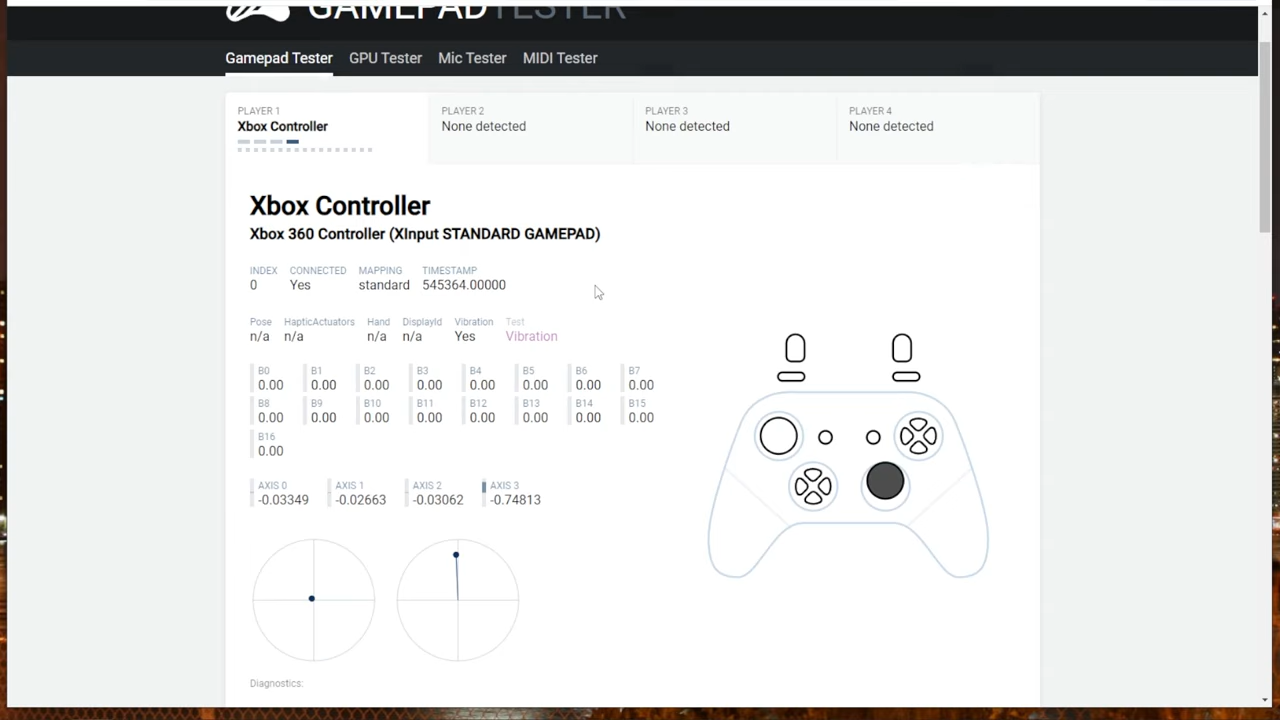 GAMEPADTESTER
Gamepad Tester GPU Tester Mic Tester MIDI Tester
PLAYER 1 PLAYER 2 PLAYER 3 PLAYER 4
Xbox Controller None detected None detected None detected
Xbox Controller
Xbox 360 Controller (XInput STANDARD GAMEPAD)
INDEX CONNECTED MAPPING TIMESTAMP
0 Yes standard 545364.00000
Pose HapticActuators Hand DisplayId Vibration Test
n/a n/a n/a n/a Yes Vibration
B0 B1 B2 B3 B4 B5 B6 B7
0.00 0.00 0.00 0.00 0.00 0.00 0.00 0.00
B8 B9 B10 B11 B12 B13 B14 B15
0.00 0.00 0.00 0.00 0.00 0.00 0.00 0.00
B16
0.00
AXIS 0 AXIS 1 AXIS 2 AXIS 3
-0.03349 -0.02663 -0.03062 -0.74813
Diagnostics: